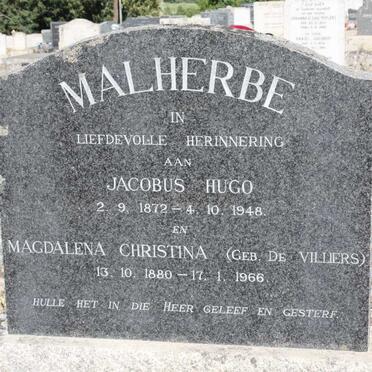 MALHERBE
IN
LIEFDEVOLLE HERINNERING
AAN
JACOBUS HUGO
2. 9. 1872 – 4. 10. 1948.
EN
MAGDALENA CHRISTINA (GEB. DE VILLIERS)
13. 10. 1880 – 17. 1. 1966
HULLE HET IN DIE HEER GELEEF EN GESTERF.